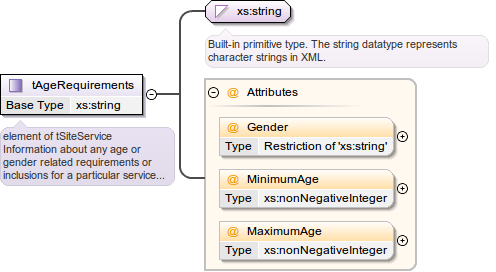 xs:string
Built-in primitive type. The string datatype represents
character strings in XML.
tAgeRequirements
Base Type xs:string
element of tSiteService
Information about any age or
gender related requirements or
inclusions for a particular service...
@ Attributes
@ Gender
Type Restriction of 'xs:string'
@ MinimumAge
Type xs:nonNegativeInteger
@ MaximumAge
Type xs:nonNegativeInteger